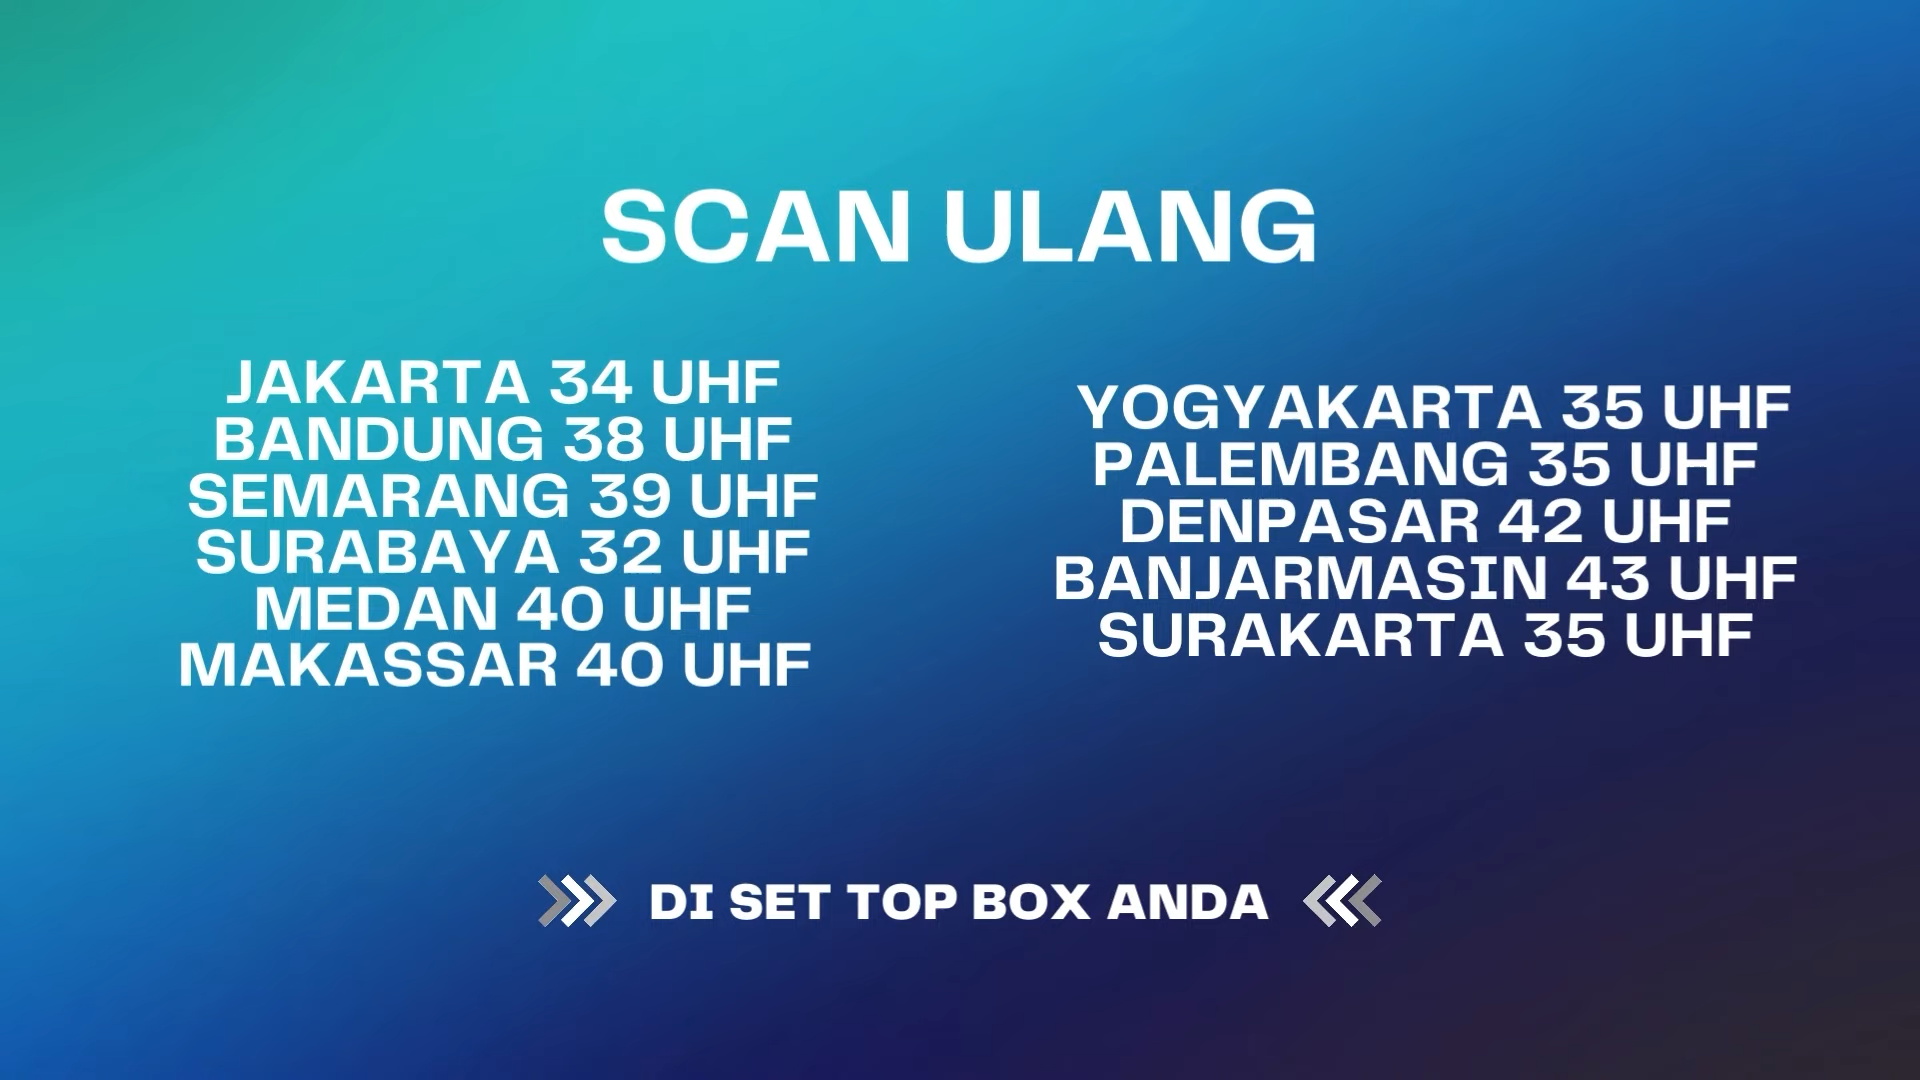 SCAN ULANG
JAKARTA 34 UHF
BANDUNG 38 UHF
SEMARANG 39 UHF
SURABAYA 32 UHF
MEDAN 40 UHF
MAKASSAR 40 UHF
YOGYAKARTA 35 UHF
PALEMBANG 35 UHF
DENPASAR 42 UHF
BANJARMASIN 43 UHF
SURAKARTA 35 UHF
DI SET TOP BOX ANDA